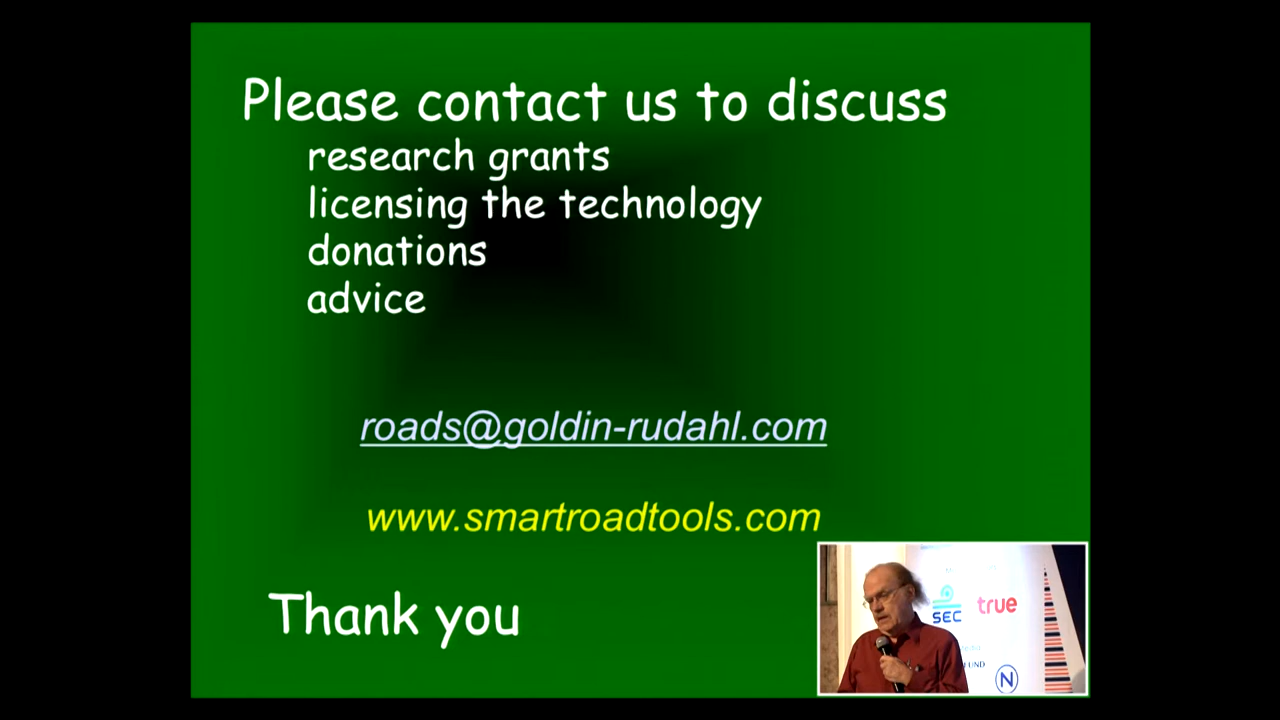 Please contact us to discuss
research grants
licensing the technology
donations
advice
roads@goldin-rudahl.com
www.smartroadtools.com
Thank you
SEC
true
N